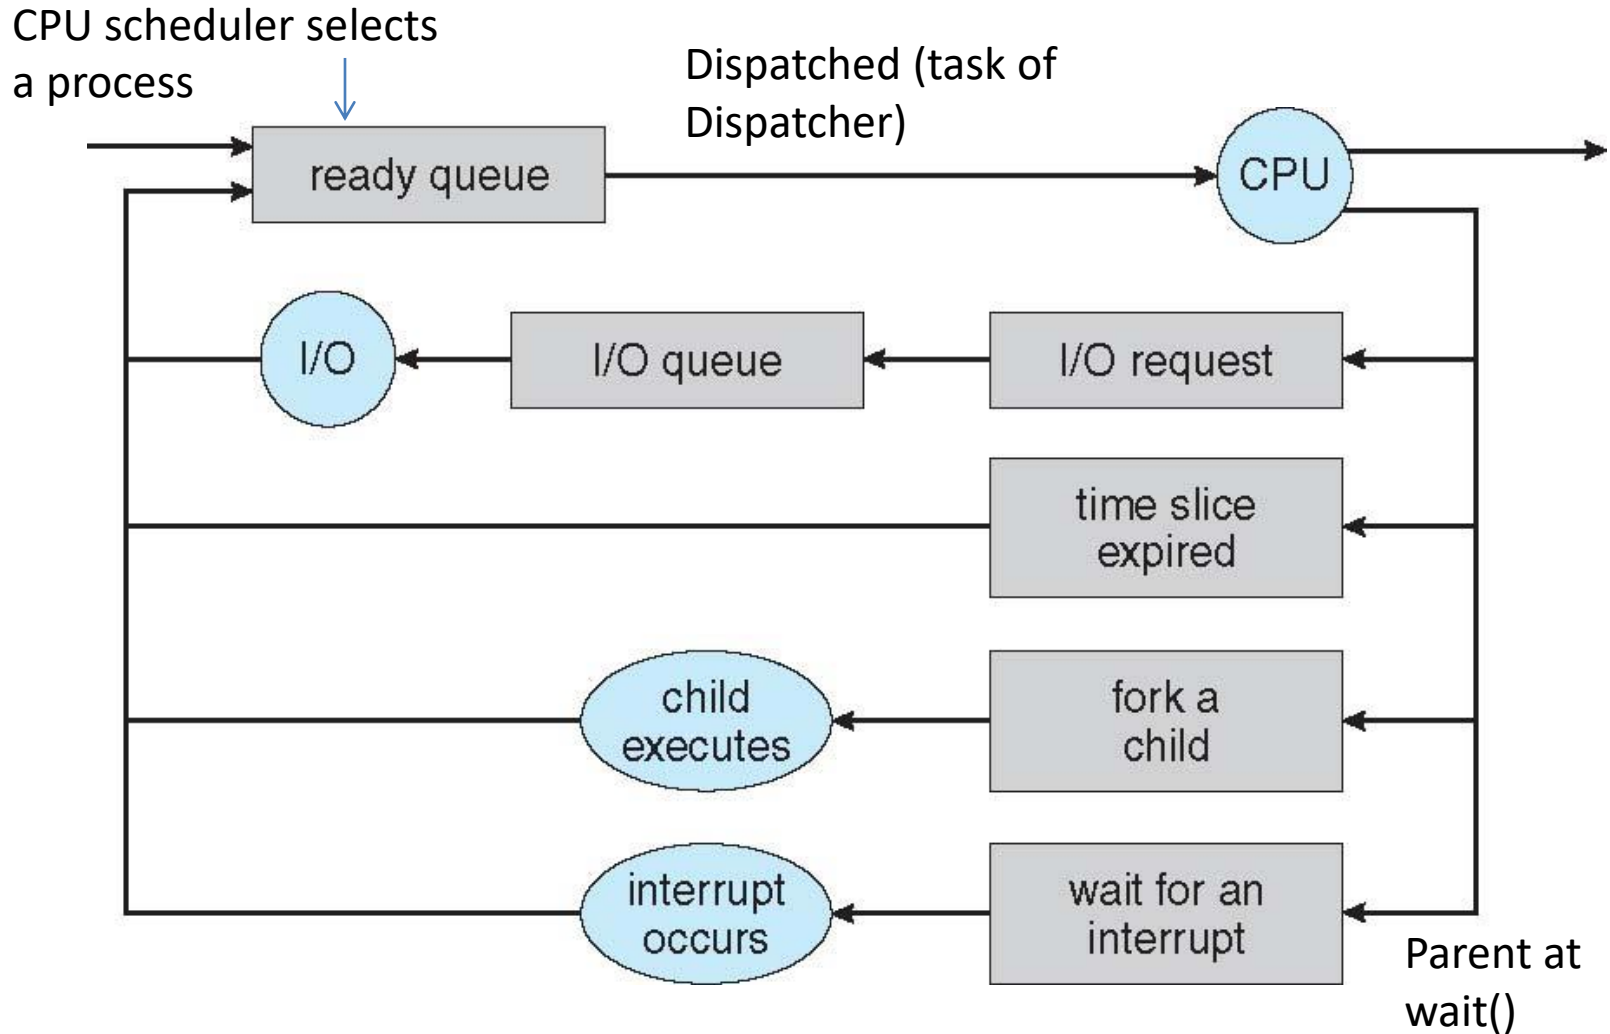 CPU scheduler selects
a process
Dispatched (task of
Dispatcher)
ready queue
CPU
I/O
I/O queue
I/O request
time slice
expired
child
executes
fork a
child
interrupt
occurs
wait for an
interrupt
Parent at
wait()